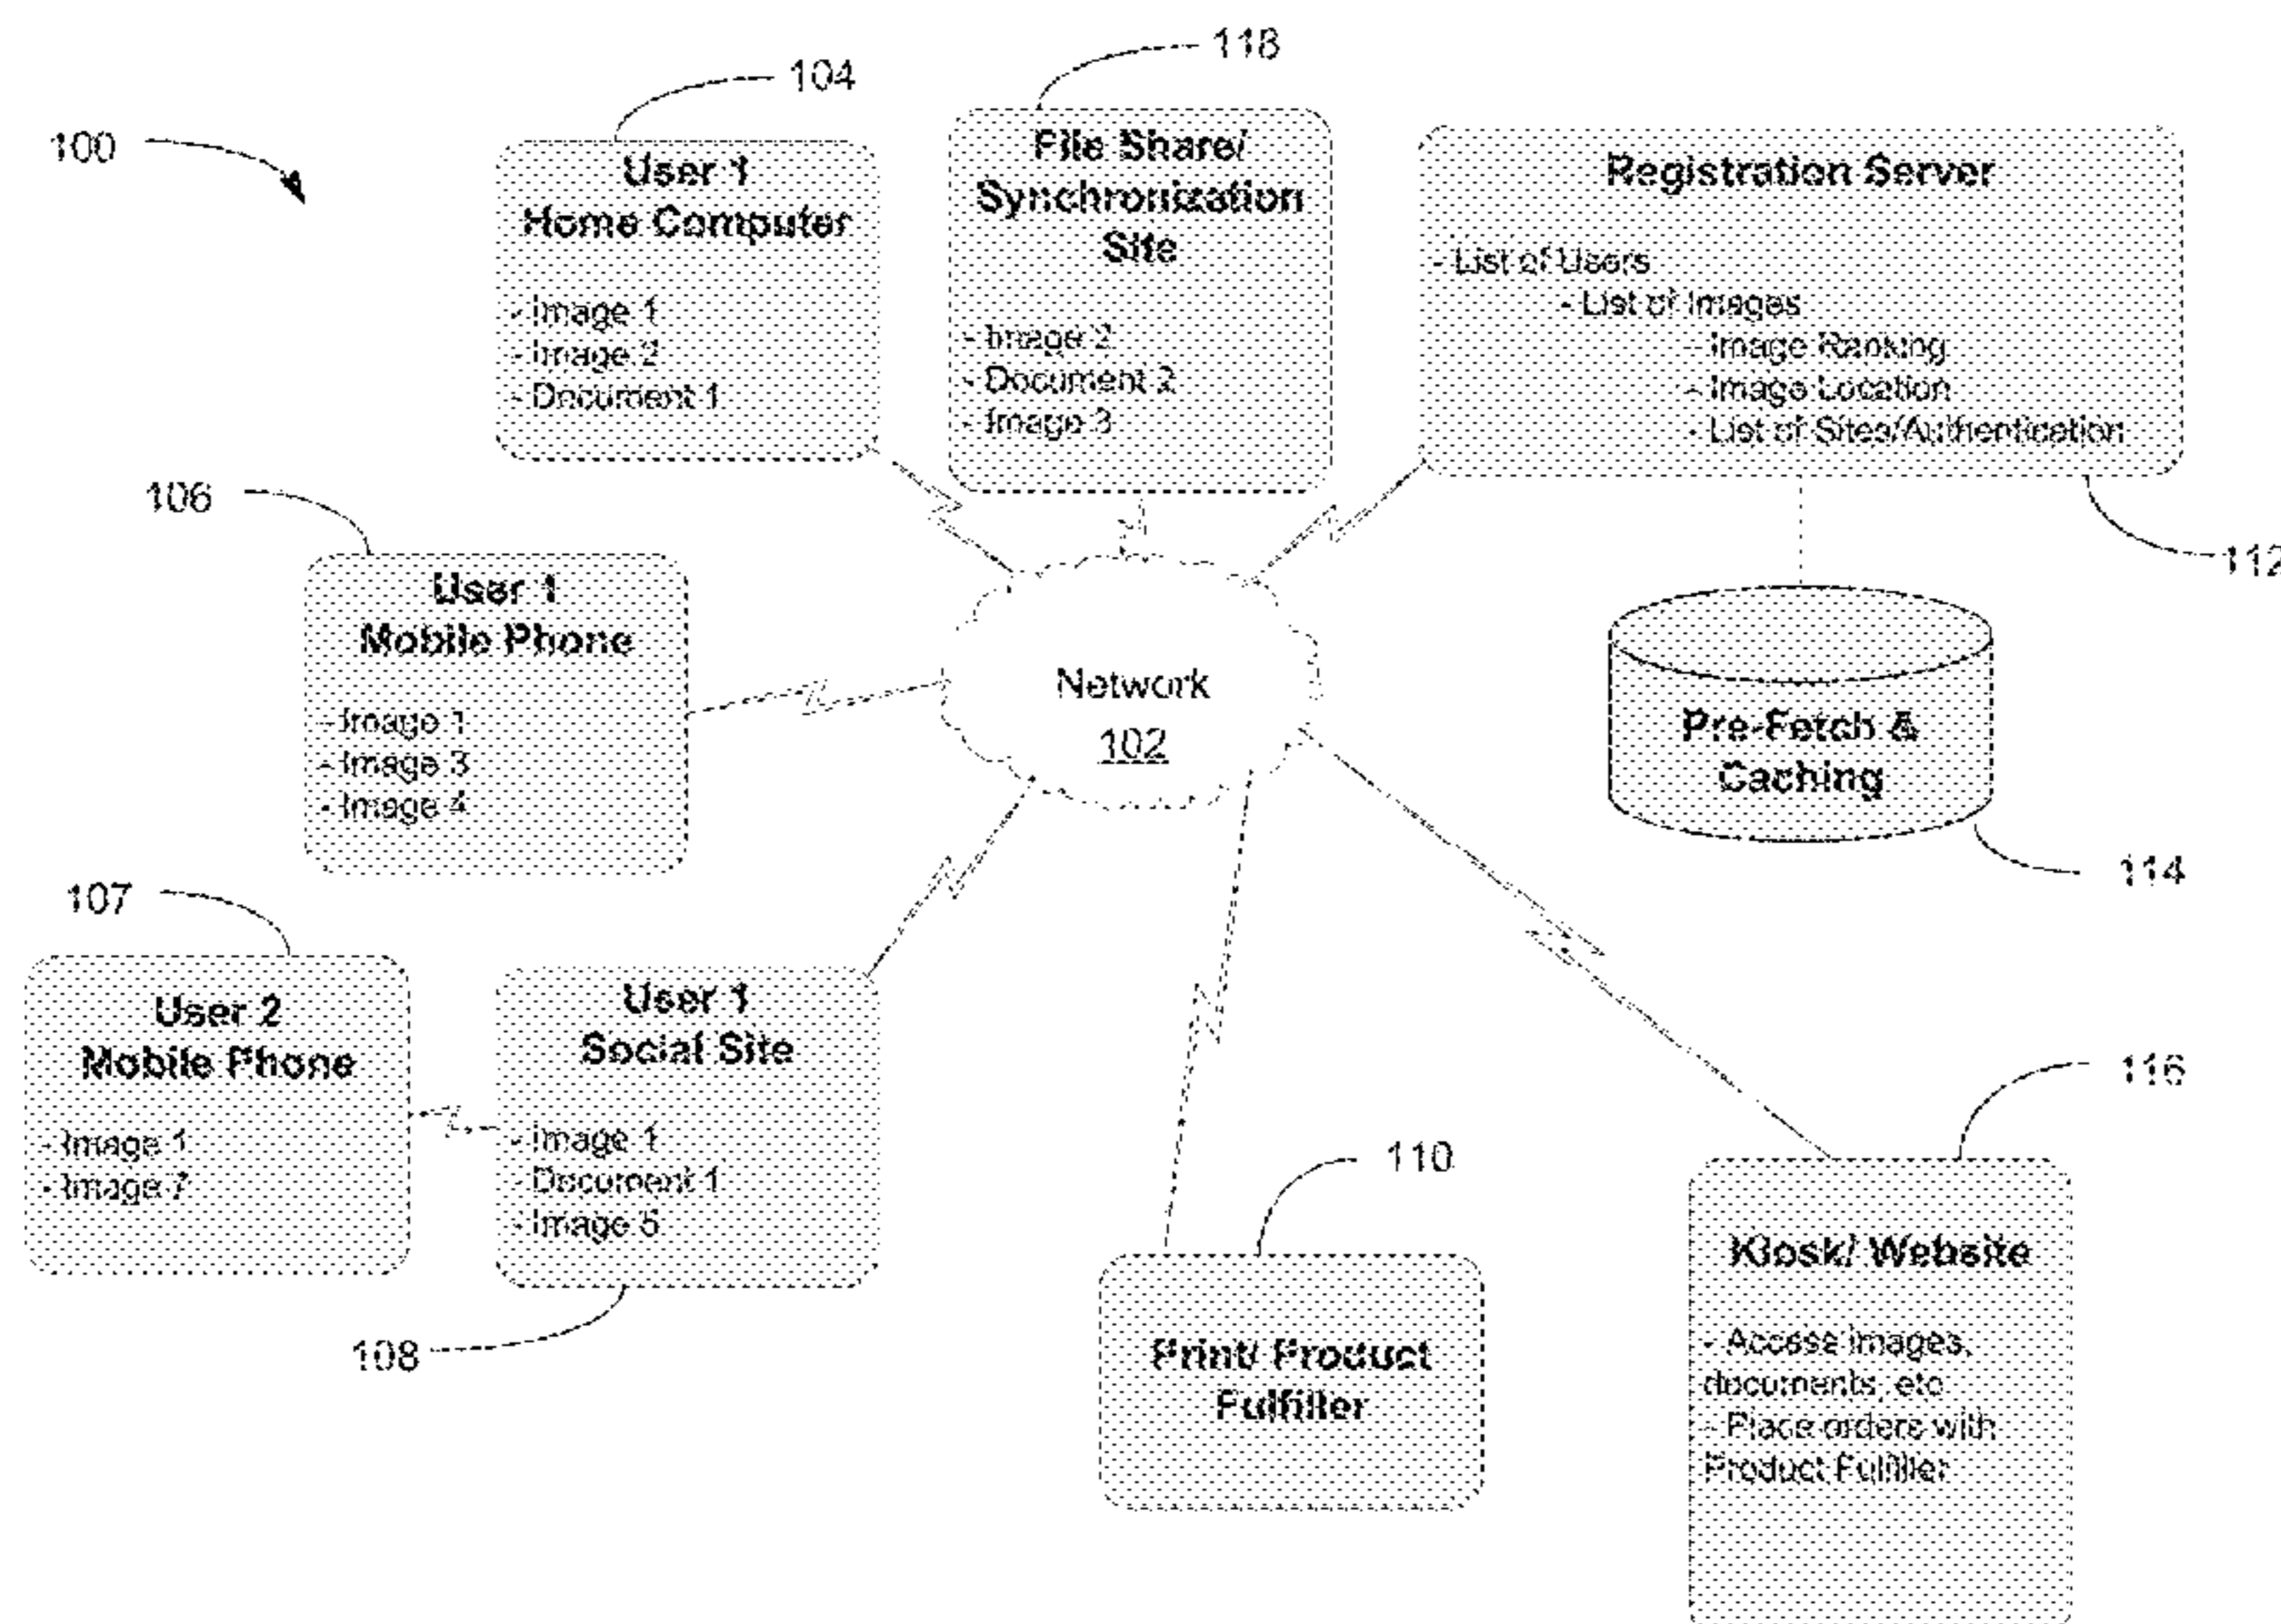 100
104
User 1
Home Computer
- Image 1
- Image 2
- Document 1
118
File Share/
Synchronization
Site
- Image 2
- Document 2
- Image 3
Registration Server
- List of Users
- List of Images
- Image Ranking
- Image Location
- List of Sites/Authentication
112
106
User 1
Mobile Phone
- Image 1
- Image 3
- Image 4
Network
102
Pre-Fetch &
Caching
114
107
User 2
Mobile Phone
- Image 1
- Image 7
User 1
Social Site
- Image 1
- Document 1
- Image 5
108
110
Print/ Product
Fulfiller
116
Kiosk/ Website
- Access images,
documents, etc
- Place orders with
Product Fulfiller